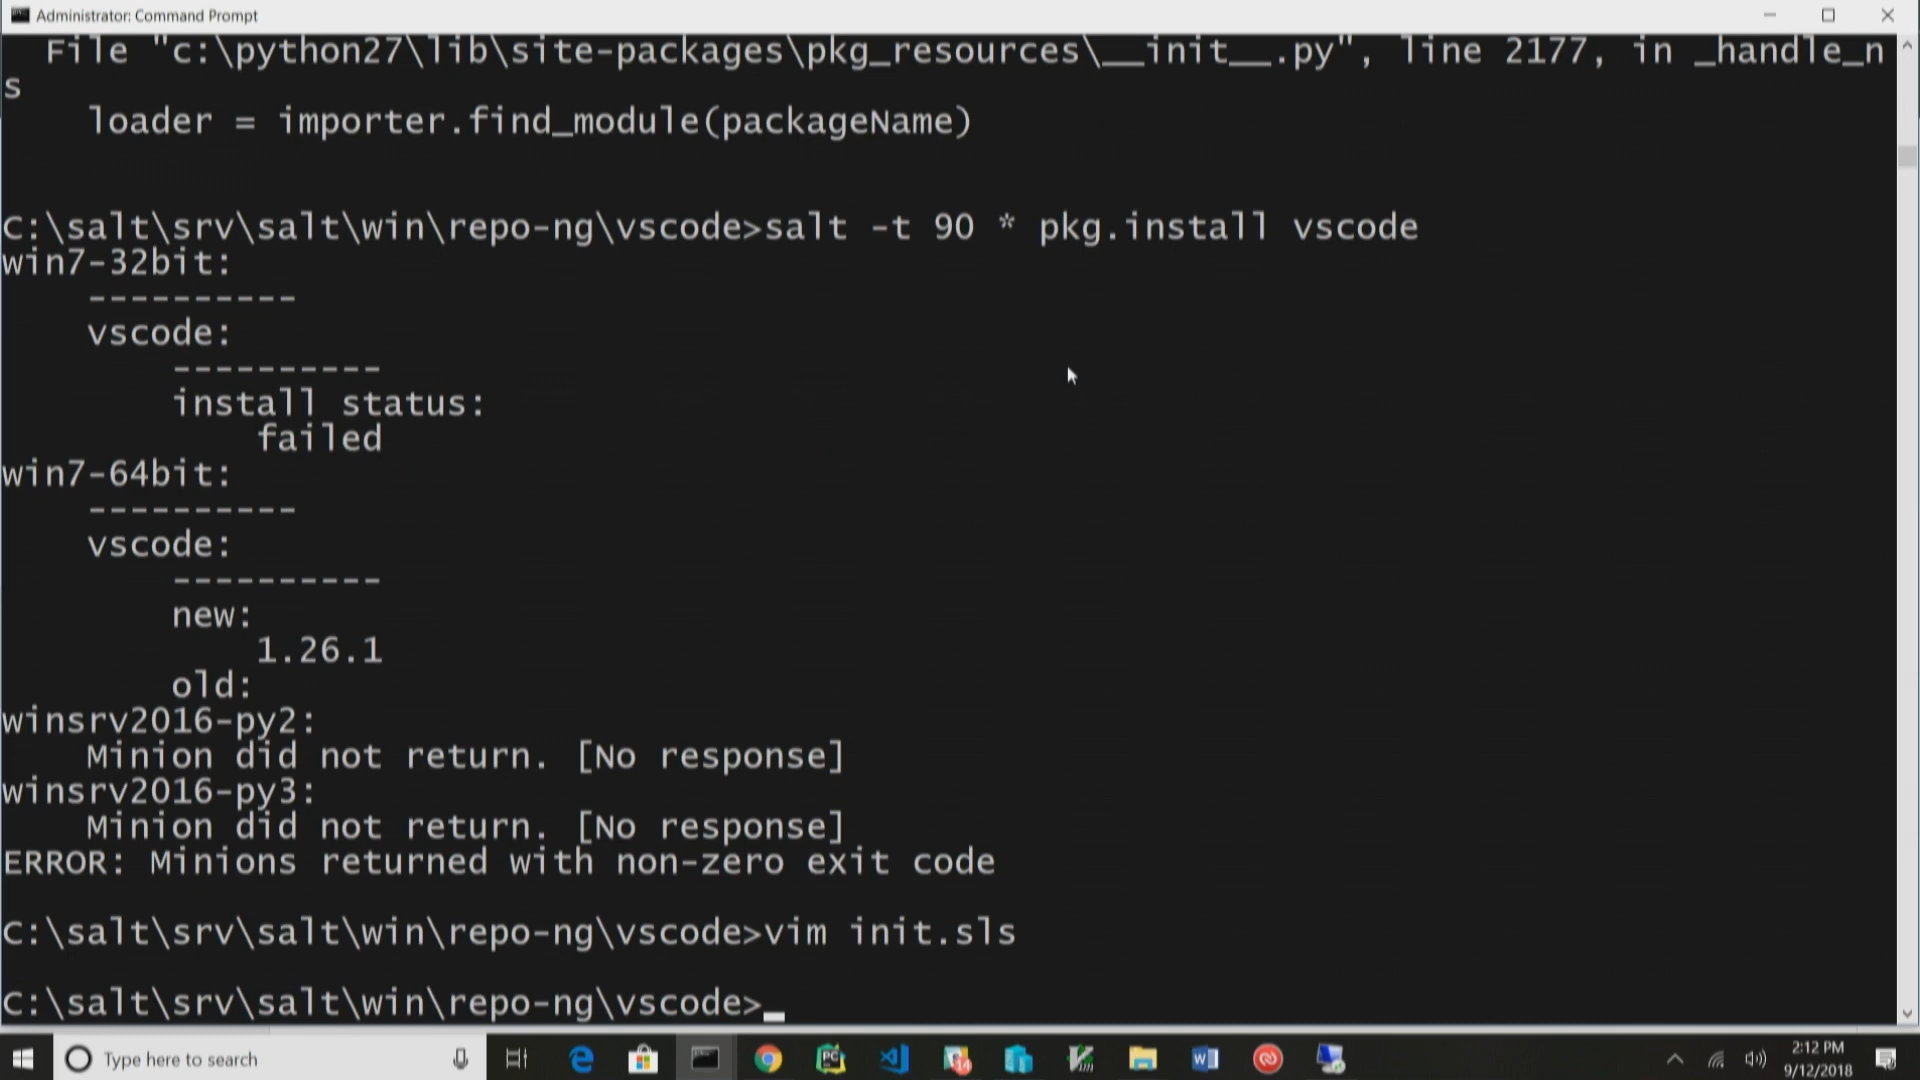 Administrator: Command Prompt
File "c:\python27\lib\site-packages\pkg_resources\__init__.py", line 2177, in _handle_n
s
loader = importer.find_module(packageName)
C:\salt\srv\salt\win\repo-ng\vscode>salt -t 90 * pkg.install vscode
win7-32bit:
----------
vscode:
----------
install status:
failed
win7-64bit:
----------
vscode:
----------
new:
1.26.1
old:
winsrv2016-py2:
Minion did not return. [No response]
winsrv2016-py3:
Minion did not return. [No response]
ERROR: Minions returned with non-zero exit code
C:\salt\srv\salt\win\repo-ng\vscode>vim init.sls
C:\salt\srv\salt\win\repo-ng\vscode>_
Type here to search
2:12 PM
9/12/2018